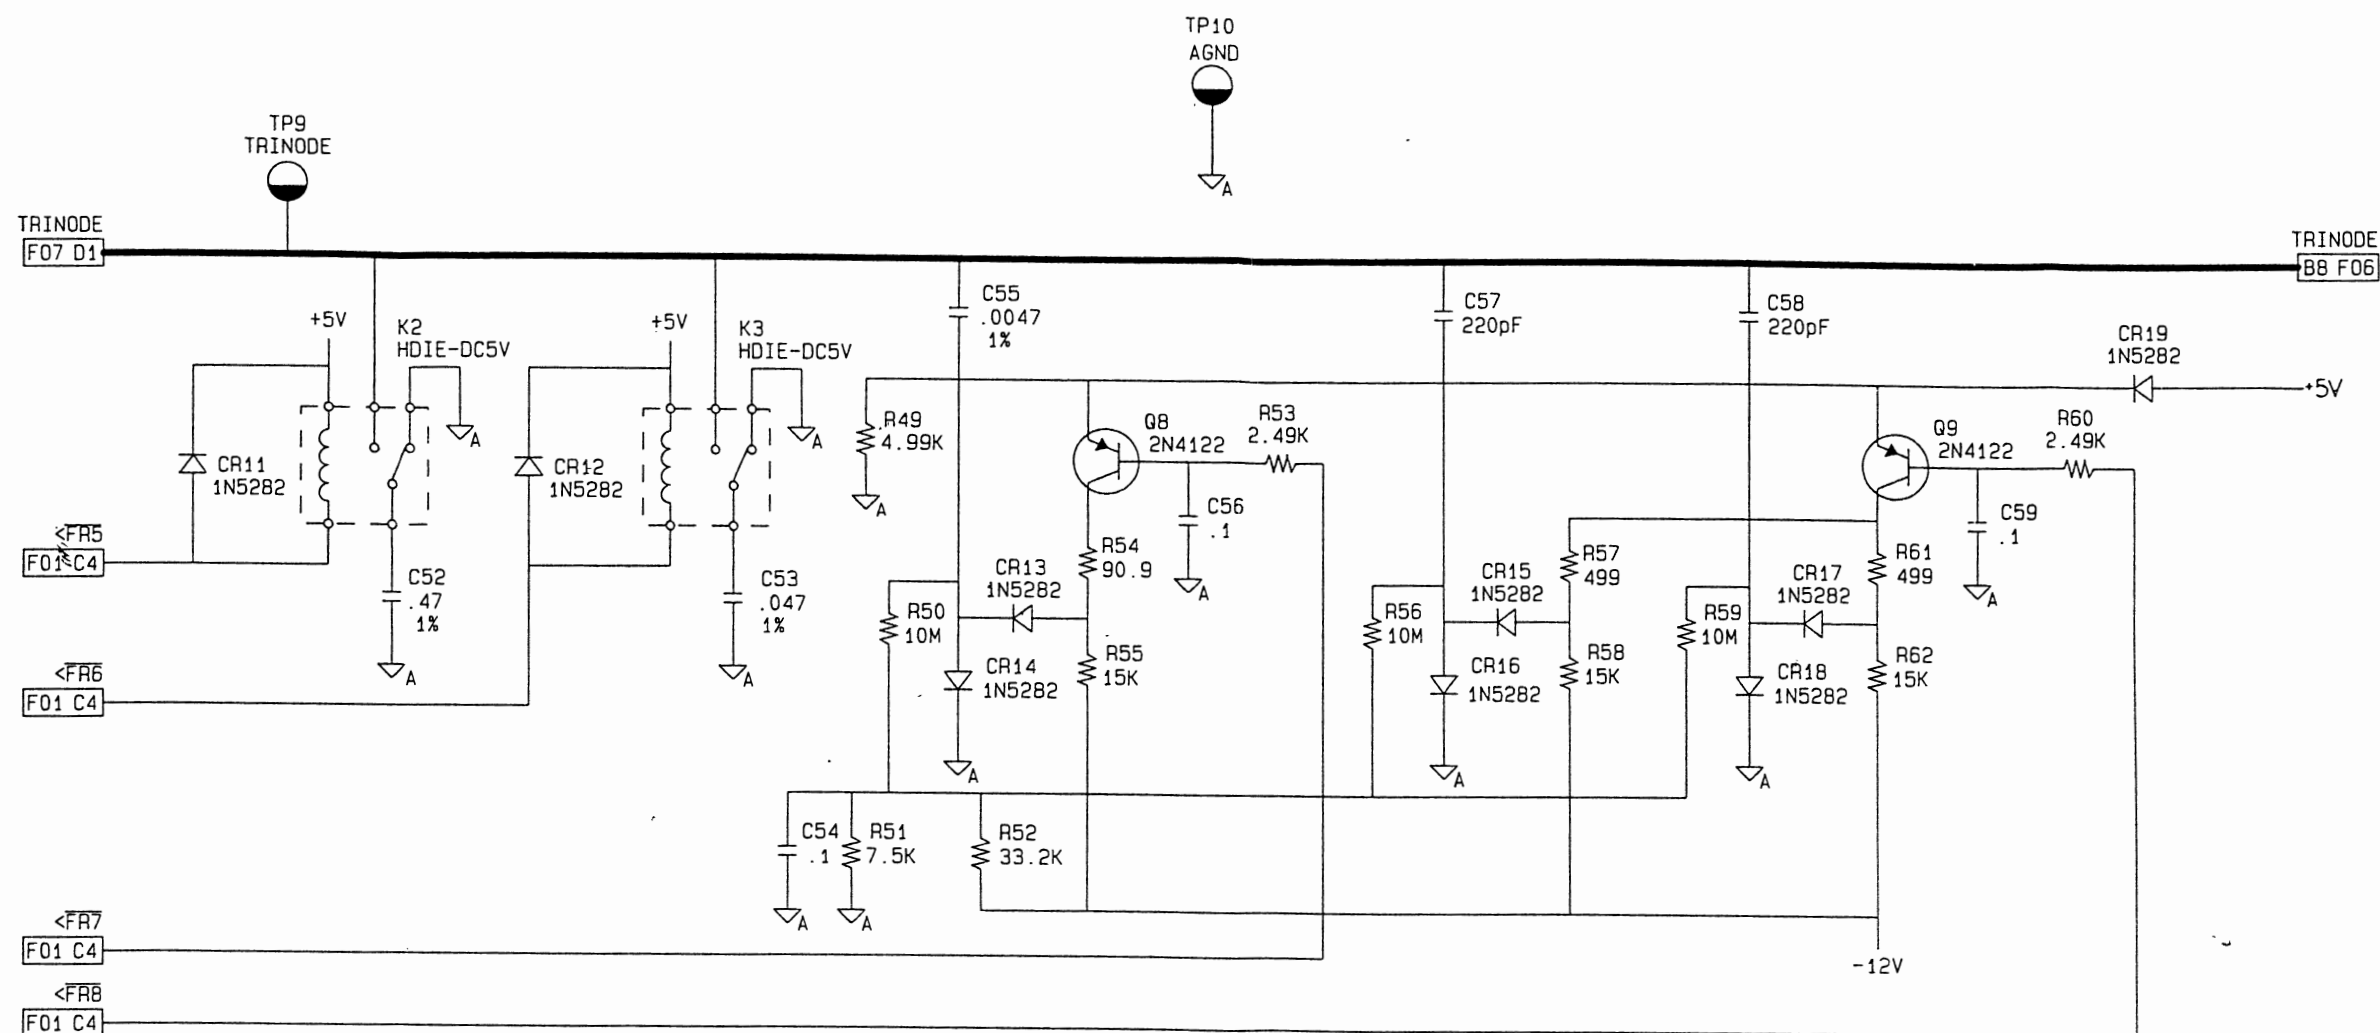 TP10
AGND
A
TP9
TRINODE
TRINODE
F07 D1
TRINODE
B8 F06
+5V
K2
HDIE-DC5V
A
CR11
1N5282
<FR5
F01 C4
C52
.47
1%
A
+5V
K3
HDIE-DC5V
A
CR12
1N5282
C53
.047
1%
A
<FR6
F01 C4
C55
.0047
1%
R49
4.99K
A
Q8
2N4122
R53
2.49K
C56
.1
A
R54
90.9
CR13
1N5282
R50
10M
CR14
1N5282
A
R55
15K
C57
220pF
C58
220pF
CR19
1N5282
+5V
Q9
2N4122
R60
2.49K
C59
.1
A
R57
499
R61
499
CR15
1N5282
CR17
1N5282
R56
10M
R59
10M
CR16
1N5282
A
R58
15K
CR18
1N5282
A
R62
15K
C54
.1
A
R51
7.5K
A
R52
33.2K
-12V
<FR7
F01 C4
<FR8
F01 C4